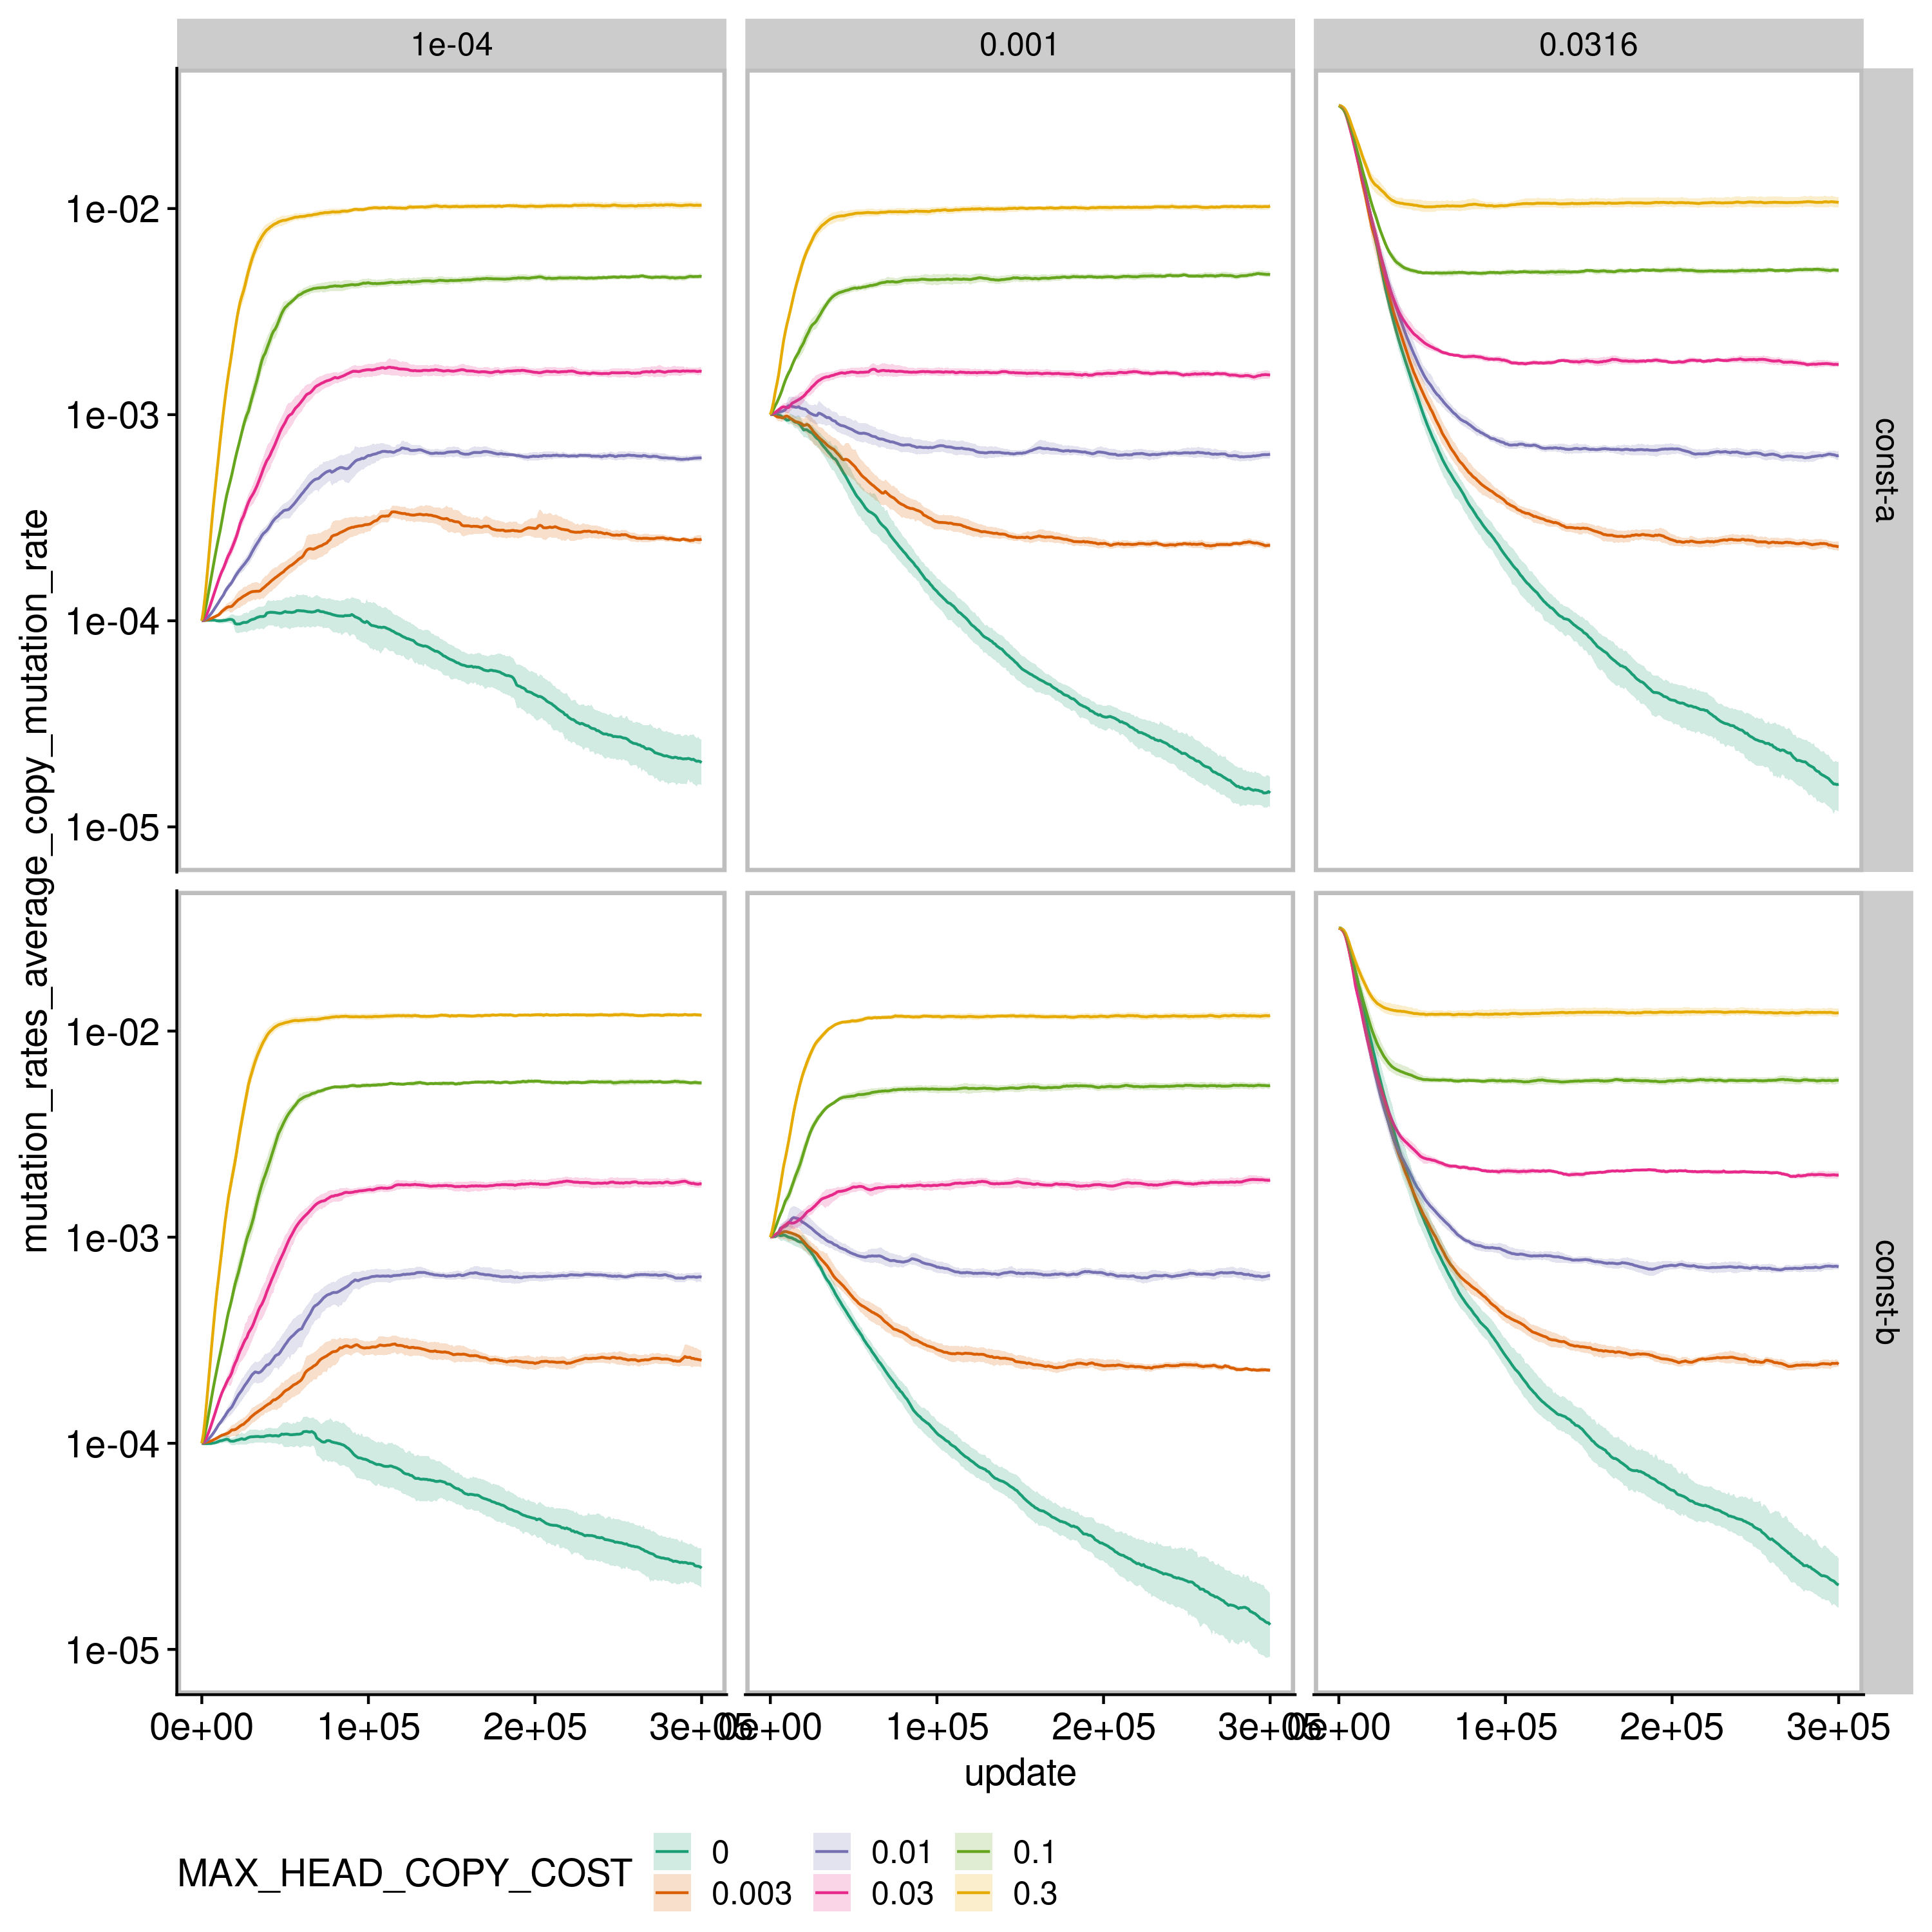 1e-04 0.001 0.0316
mutation_rates_average_copy_mutation_rate
1e-02
1e-03
1e-04
1e-05
const-a
1e-02
1e-03
1e-04
1e-05
const-b
0e+00 1e+05 2e+05 3e+05 0e+00 1e+05 2e+05 3e+05 0e+00 1e+05 2e+05 3e+05
update
MAX_HEAD_COPY_COST
0 0.01 0.1
0.003 0.03 0.3